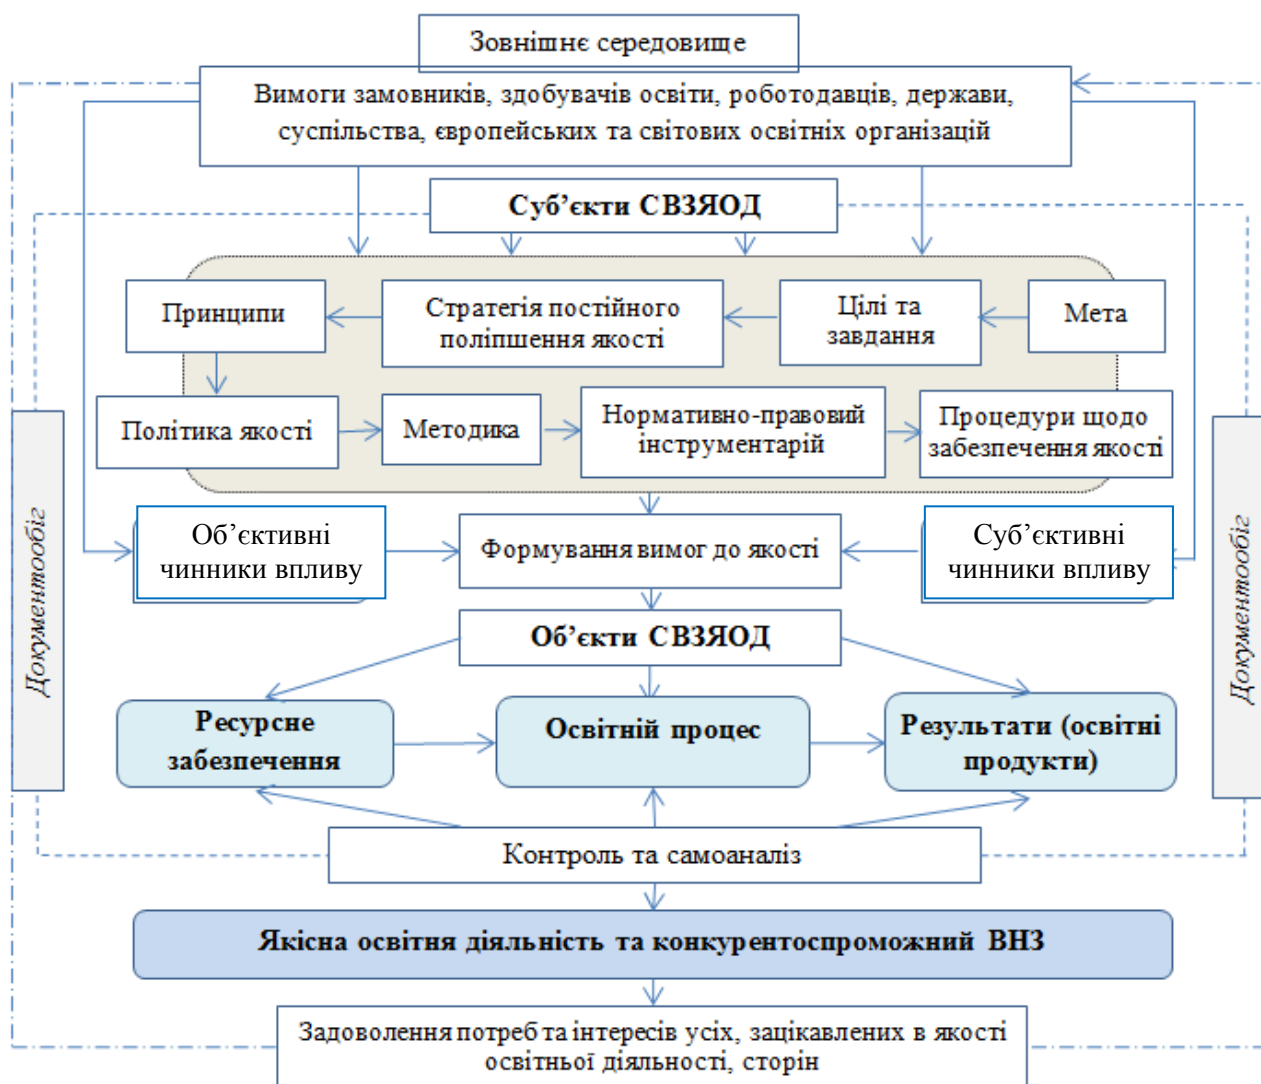 Зовнішнє середовище
Вимоги замовників, здобувачів освіти, роботодавців, держави,
суспільства, європейських та світових освітніх організацій
Суб’єкти СВЗЯОД
Принципи
Стратегія постійного
поліпшення якості
Цілі та
завдання
Мета
Політика якості
Методика
Нормативно-правовий
інструментарій
Процедури щодо
забезпечення якості
Документообіг
Об’єктивні
чинники впливу
Формування вимог до якості
Суб’єктивні
чинники впливу
Документообіг
Об’єкти СВЗЯОД
Ресурсне
забезпечення
Освітній процес
Результати (освітні
продукти)
Контроль та самоаналіз
Якісна освітня діяльність та конкурентоспроможний ВНЗ
Задоволення потреб та інтересів усіх, зацікавлених в якості
освітньої діяльності, сторін